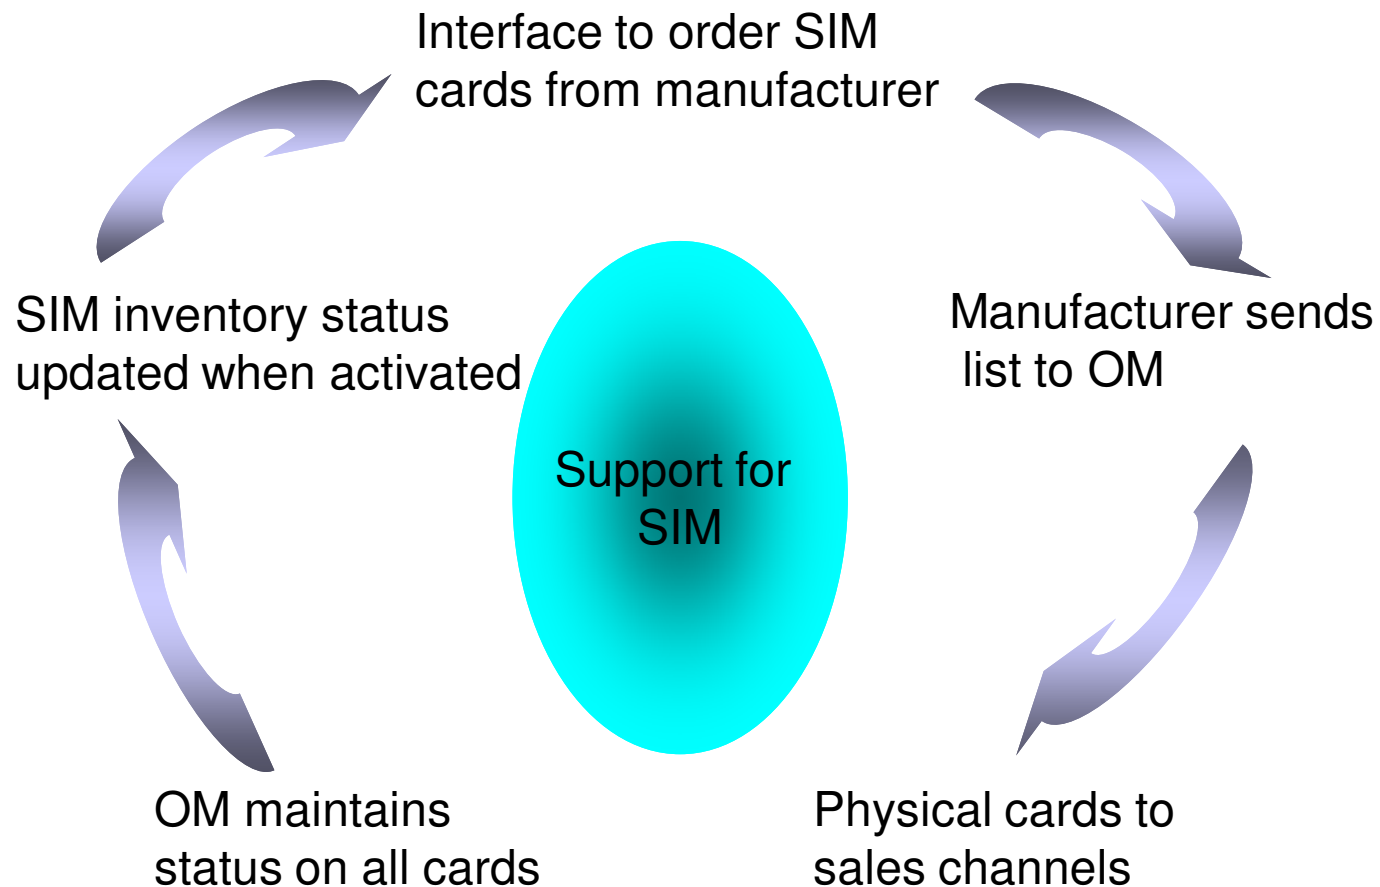 Interface to order SIM
cards from manufacturer
SIM inventory status
updated when activated
Manufacturer sends
list to OM
Support for
SIM
OM maintains
status on all cards
Physical cards to
sales channels